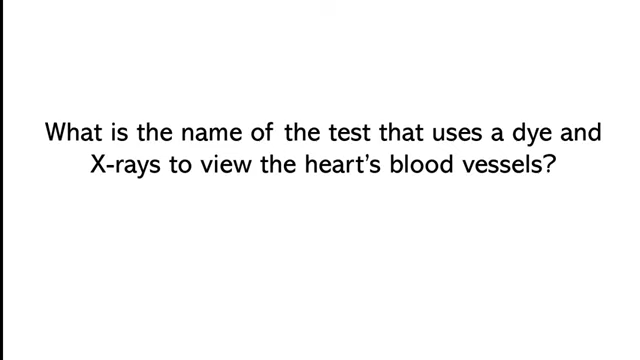 What is the name of the test that uses a dye and
X-rays to view the heart’s blood vessels?